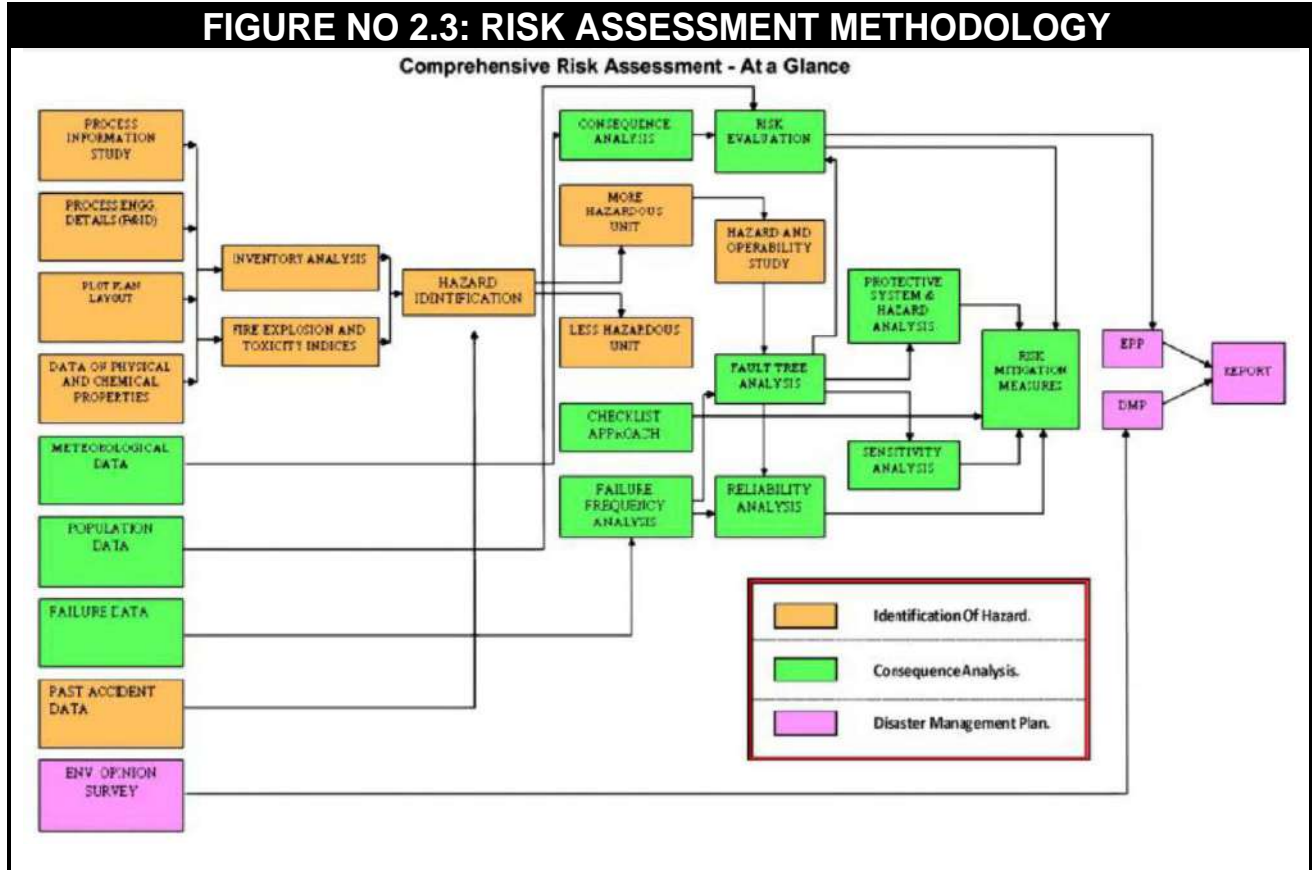 FIGURE NO 2.3: RISK ASSESSMENT METHODOLOGY
Comprehensive Risk Assessment - At a Glance
PROCESS
INFORMATION
STUDY
PROCESS ENGG.
DETAILS (P&ID)
PLOT PLAN
LAYOUT
DATA ON PHYSICAL
AND CHEMICAL
PROPERTIES
METEOROLOGICAL
DATA
POPULATION
DATA
FAILURE DATA
PAST ACCIDENT
DATA
ENV. OPINION
SURVEY
INVENTORY ANALYSIS
FIRE EXPLOSION AND
TOXICITY INDICES
HAZARD
IDENTIFICATION
CONSEQUENCE
ANALYSIS
MORE
HAZARDOUS
UNIT
LESS HAZARDOUS
UNIT
CHECKLIST
APPROACH
FAILURE
FREQUENCY
ANALYSIS
RISK
EVALUATION
HAZARD AND
OPERABILITY
STUDY
FAULT TREE
ANALYSIS
RELIABILITY
ANALYSIS
PROTECTIVE
SYSTEM &
HAZARD
ANALYSIS
SENSITIVITY
ANALYSIS
RISK
MITIGATION
MEASURES
EPP
DMP
REPORT
Identification Of Hazard.
Consequence Analysis.
Disaster Management Plan.